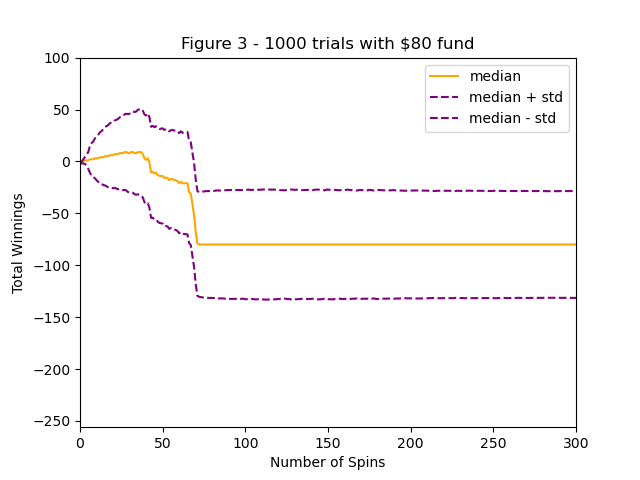 Figure 3 - 1000 trials with $80 fund
100
50
0
−50
−100
−150
−200
−250
Total Winnings
median
median + std
median - std
0
50
100
150
200
250
300
Number of Spins